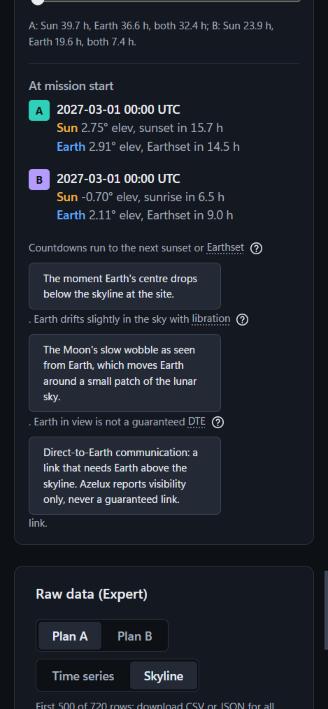 A: Sun 39.7 h, Earth 36.6 h, both 32.4 h; B: Sun 23.9 h,
Earth 19.6 h, both 7.4 h.
At mission start
A 2027-03-01 00:00 UTC
Sun 2.75° elev, sunset in 15.7 h
Earth 2.91° elev, Earthset in 14.5 h
B 2027-03-01 00:00 UTC
Sun -0.70° elev, sunrise in 6.5 h
Earth 2.11° elev, Earthset in 9.0 h
Countdowns run to the next sunset or Earthset ?
The moment Earth's centre drops
below the skyline at the site.
. Earth drifts slightly in the sky with libration ?
The Moon's slow wobble as seen
from Earth, which moves Earth
around a small patch of the lunar
sky.
. Earth in view is not a guaranteed DTE ?
Direct-to-Earth communication: a
link that needs Earth above the
skyline. Azelux reports visibility
only, never a guaranteed link.
link.
Raw data (Expert)
Plan A Plan B
Time series Skyline
First 500 of 720 rows; download CSV or JSON for all